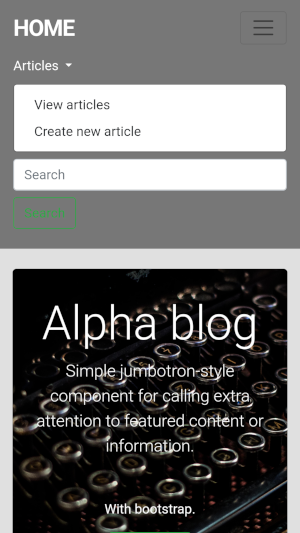 HOME
Articles
View articles
Create new article
Search
Search
Alpha blog
Simple jumbotron-style
component for calling extra
attention to featured content or
information.
With bootstrap.